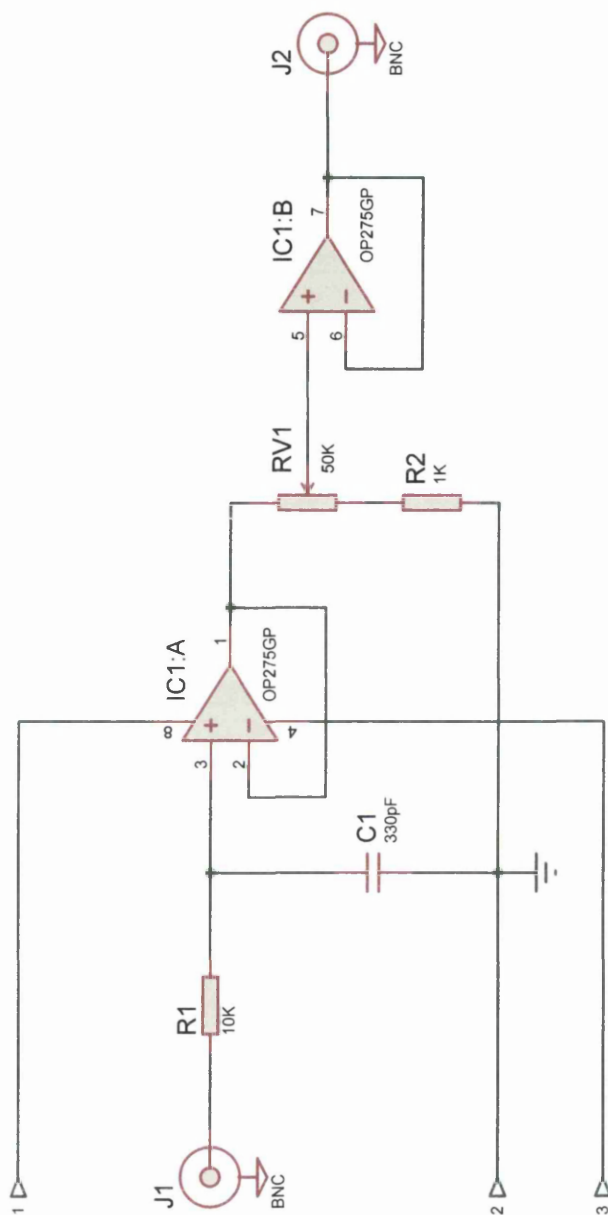 J1
BNC
R1
10K
C1
330pF
IC1:A
OP275GP
3
2
8
4
1
+
−
RV1
50K
R2
1K
IC1:B
OP275GP
5
6
7
+
−
J2
BNC
1
2
3